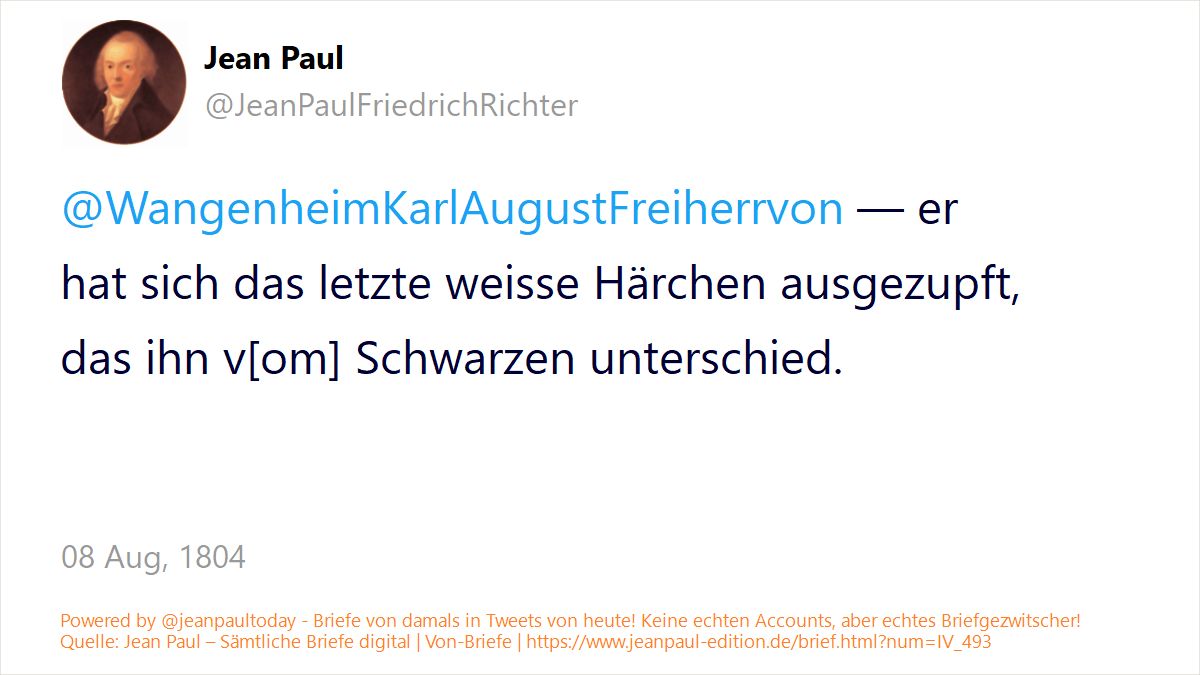 Jean Paul
@JeanPaulFriedrichRichter
@WangenheimKarlAugustFreiherrvon — er
hat sich das letzte weisse Härchen ausgezupft,
das ihn v[om] Schwarzen unterschied.
08 Aug, 1804
Powered by @jeanpaultoday - Briefe von damals in Tweets von heute! Keine echten Accounts, aber echtes Briefgezwitscher!
Quelle: Jean Paul – Sämtliche Briefe digital | Von-Briefe | https://www.jeanpaul-edition.de/brief.html?num=IV_493